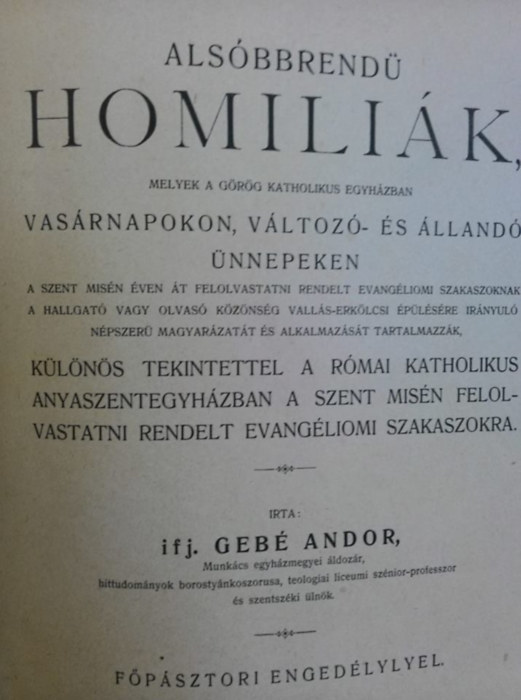 ALSÓBBRENDÜ
HOMILIÁK,
MELYEK A GÖRÖG KATHOLIKUS EGYHÁZBAN
VASÁRNAPOKON, VÁLTOZÓ- ÉS ÁLLANDÓ
ÜNNEPEKEN
A SZENT MISÉN ÉVEN ÁT FELOLVASTATNI RENDELT EVANGÉLIOMI SZAKASZOKNAK
A HALLGATÓ VAGY OLVASÓ KÖZÖNSÉG VALLÁS-ERKÖLCSI ÉPÜLÉSÉRE IRÁNYULÓ
NÉPSZERÜ MAGYARÁZATÁT ÉS ALKALMAZÁSÁT TARTALMAZZÁK,
KÜLÖNÖS TEKINTETTEL A RÓMAI KATHOLIKUS
ANYASZENTEGYHÁZBAN A SZENT MISÉN FELOL-
VASTATNI RENDELT EVANGÉLIOMI SZAKASZOKRA.
IRTA:
ifj. GEBÉ ANDOR,
Munkács egyházmegyei áldozár,
hittudományok borostyánkoszorusa, teologiai liceumi szénior-professzor
és szentszéki ülnök.
FŐPÁSZTORI ENGEDÉLYLYEL.